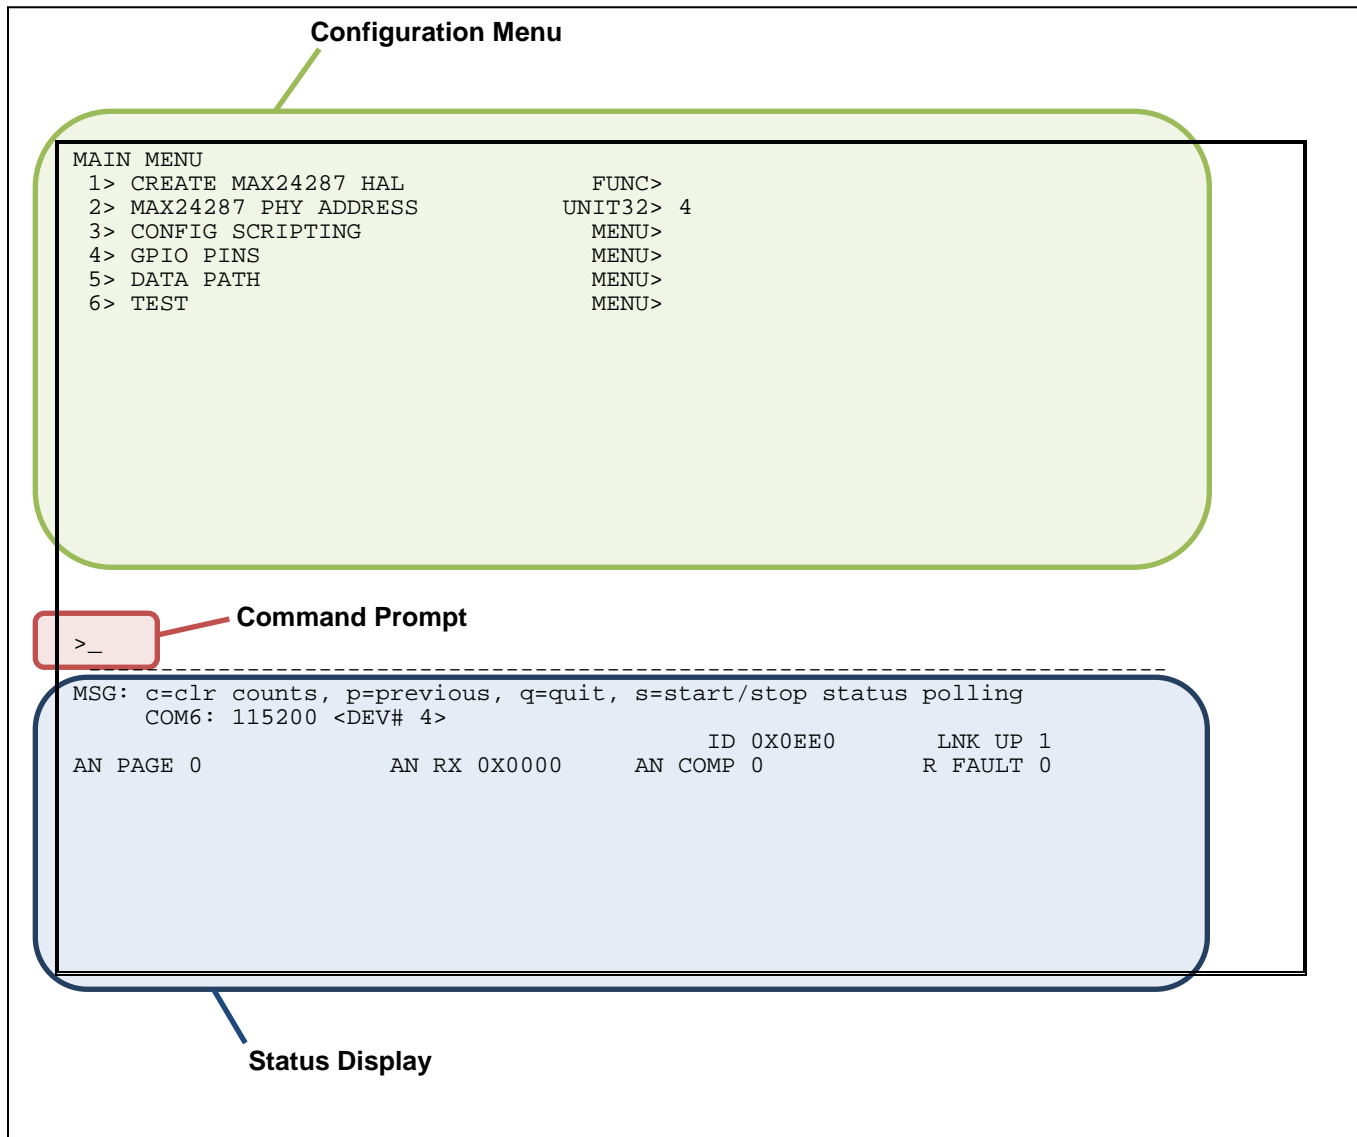 Configuration Menu
MAIN MENU
1> CREATE MAX24287 HAL FUNC>
2> MAX24287 PHY ADDRESS UNIT32> 4
3> CONFIG SCRIPTING MENU>
4> GPIO PINS MENU>
5> DATA PATH MENU>
6> TEST MENU>
Command Prompt
>_
---------------------------------------------------------------------------
MSG: c=clr counts, p=previous, q=quit, s=start/stop status polling
COM6: 115200 <DEV# 4>
ID 0X0EE0 LNK UP 1
AN PAGE 0 AN RX 0X0000 AN COMP 0 R FAULT 0
Status Display